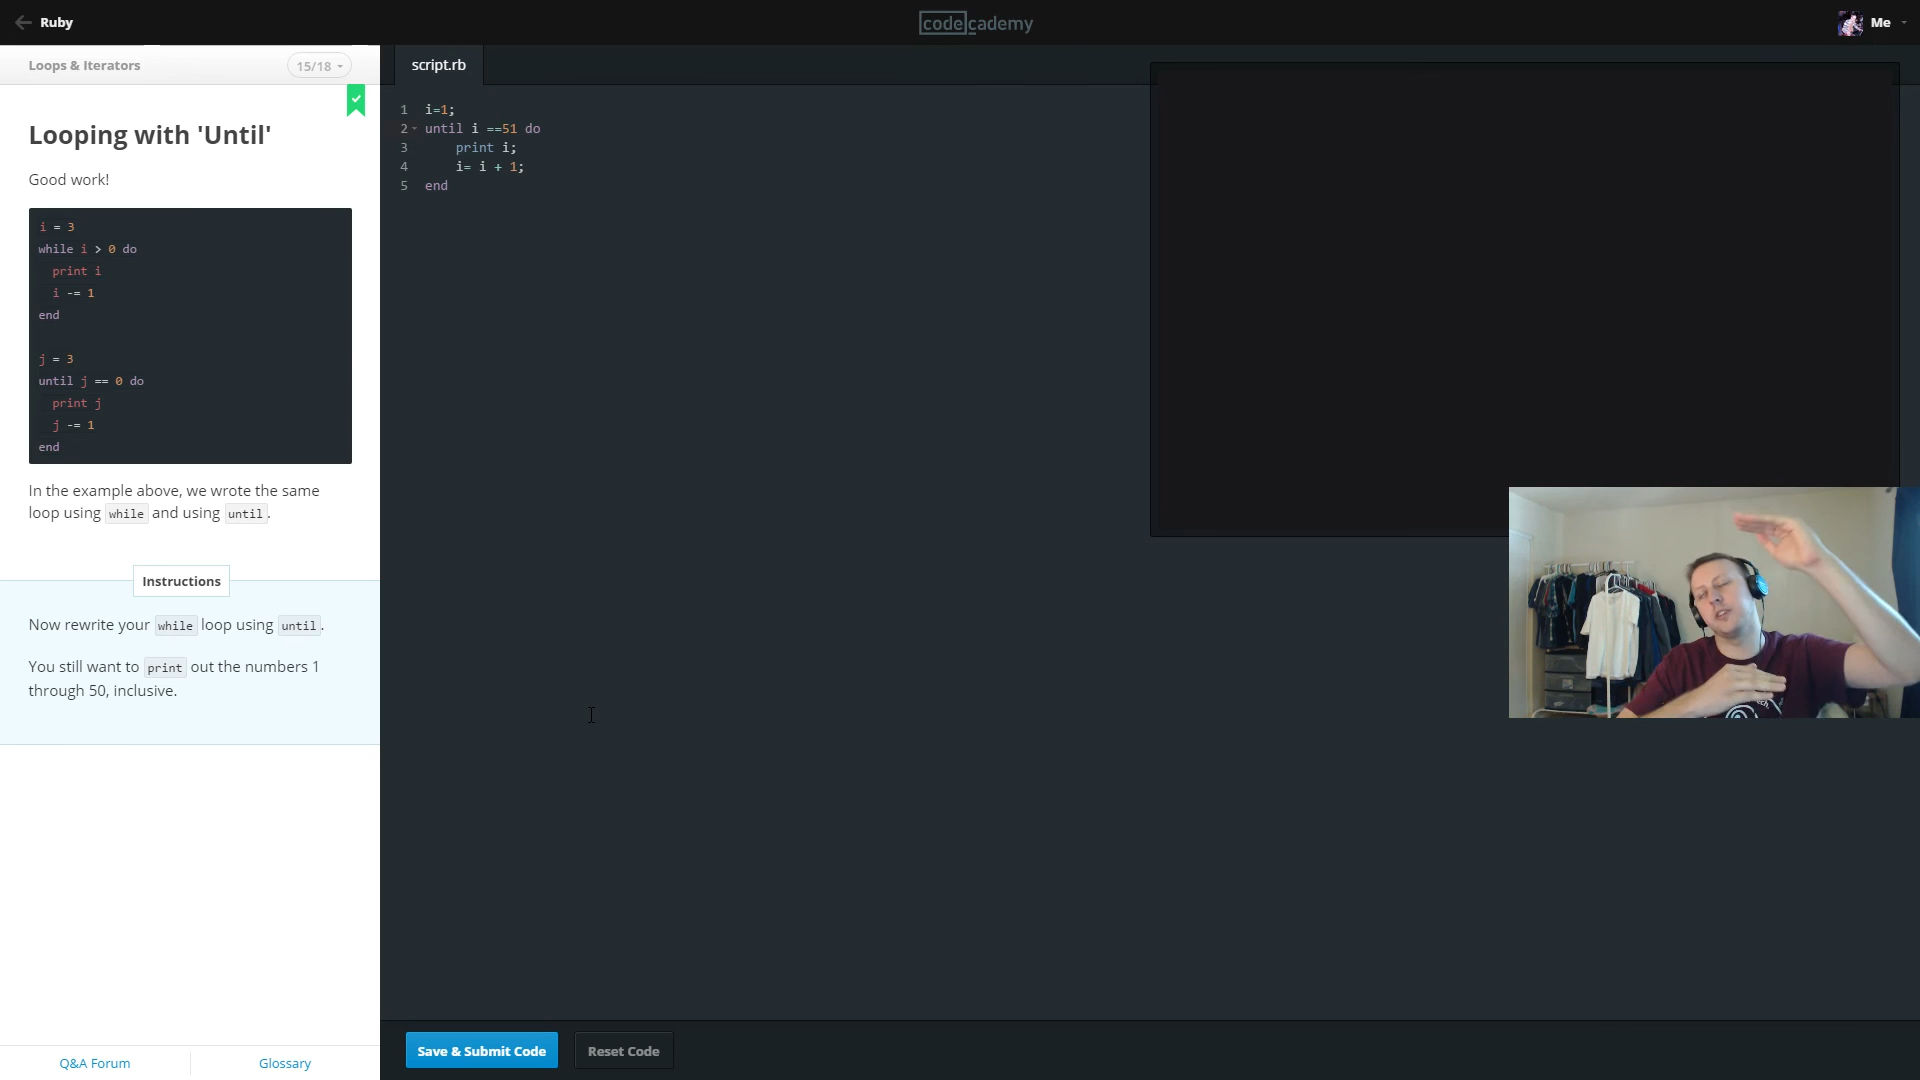 Ruby
codecademy
Me
Loops & Iterators
15/18
script.rb
Looping with 'Until'
Good work!
i = 3
while i > 0 do
print i
i -= 1
end
j = 3
until j == 0 do
print j
j -= 1
end
In the example above, we wrote the same
loop using while and using until.
Instructions
Now rewrite your while loop using until.
You still want to print out the numbers 1
through 50, inclusive.
Q&A Forum
Glossary
1 i=1;
2 until i ==51 do
3 print i;
4 i= i + 1;
5 end
Save & Submit Code
Reset Code